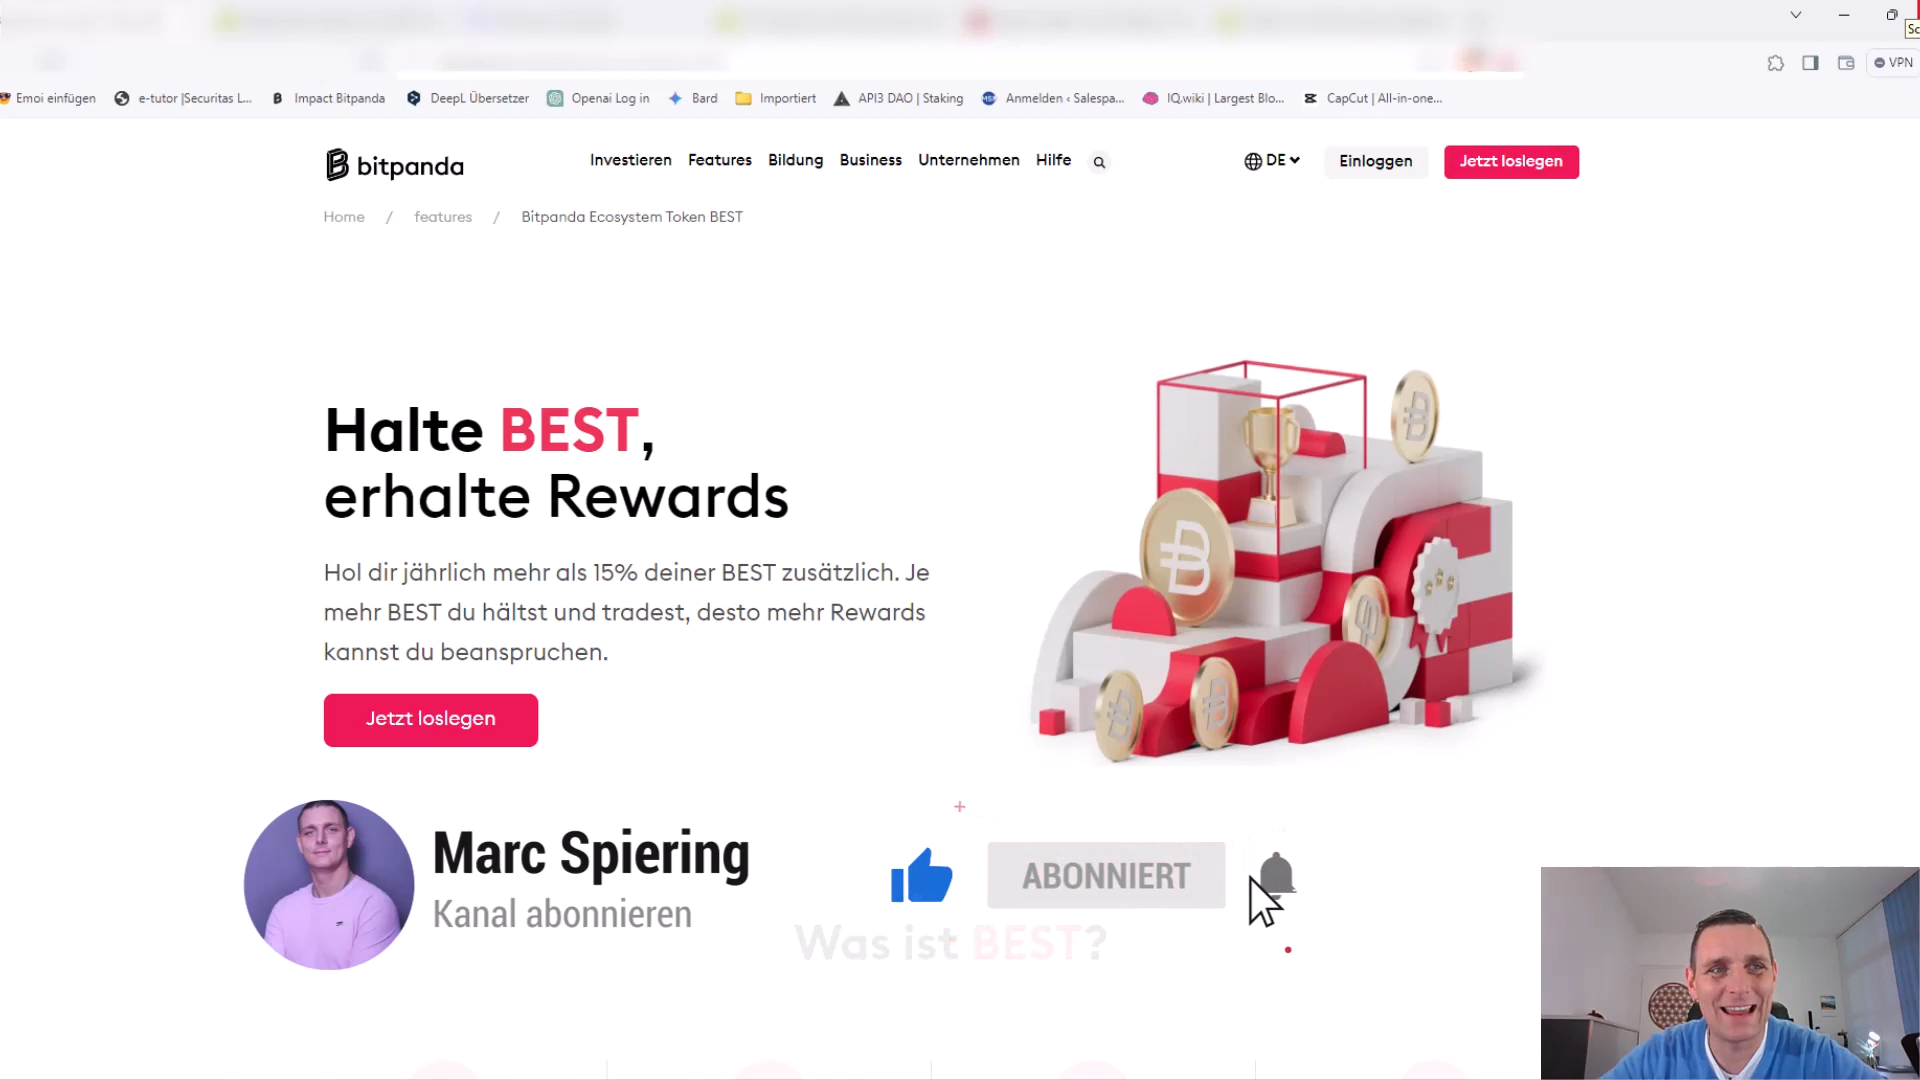 Sc
VPN
Emoi einfügen
e-tutor |Securitas L...
Impact Bitpanda
DeepL Übersetzer
Openai Log in
Bard
Importiert
API3 DAO | Staking
Anmelden ‹ Salespa...
IQ.wiki | Largest Blo...
CapCut | All-in-one...
bitpanda
Investieren
Features
Bildung
Business
Unternehmen
Hilfe
DE
Einloggen
Jetzt loslegen
Home / features / Bitpanda Ecosystem Token BEST
Halte BEST,
erhalte Rewards
Hol dir jährlich mehr als 15% deiner BEST zusätzlich. Je
mehr BEST du hältst und tradest, desto mehr Rewards
kannst du beanspruchen.
Jetzt loslegen
Marc Spiering
Kanal abonnieren
ABONNIERT
Was ist BEST?